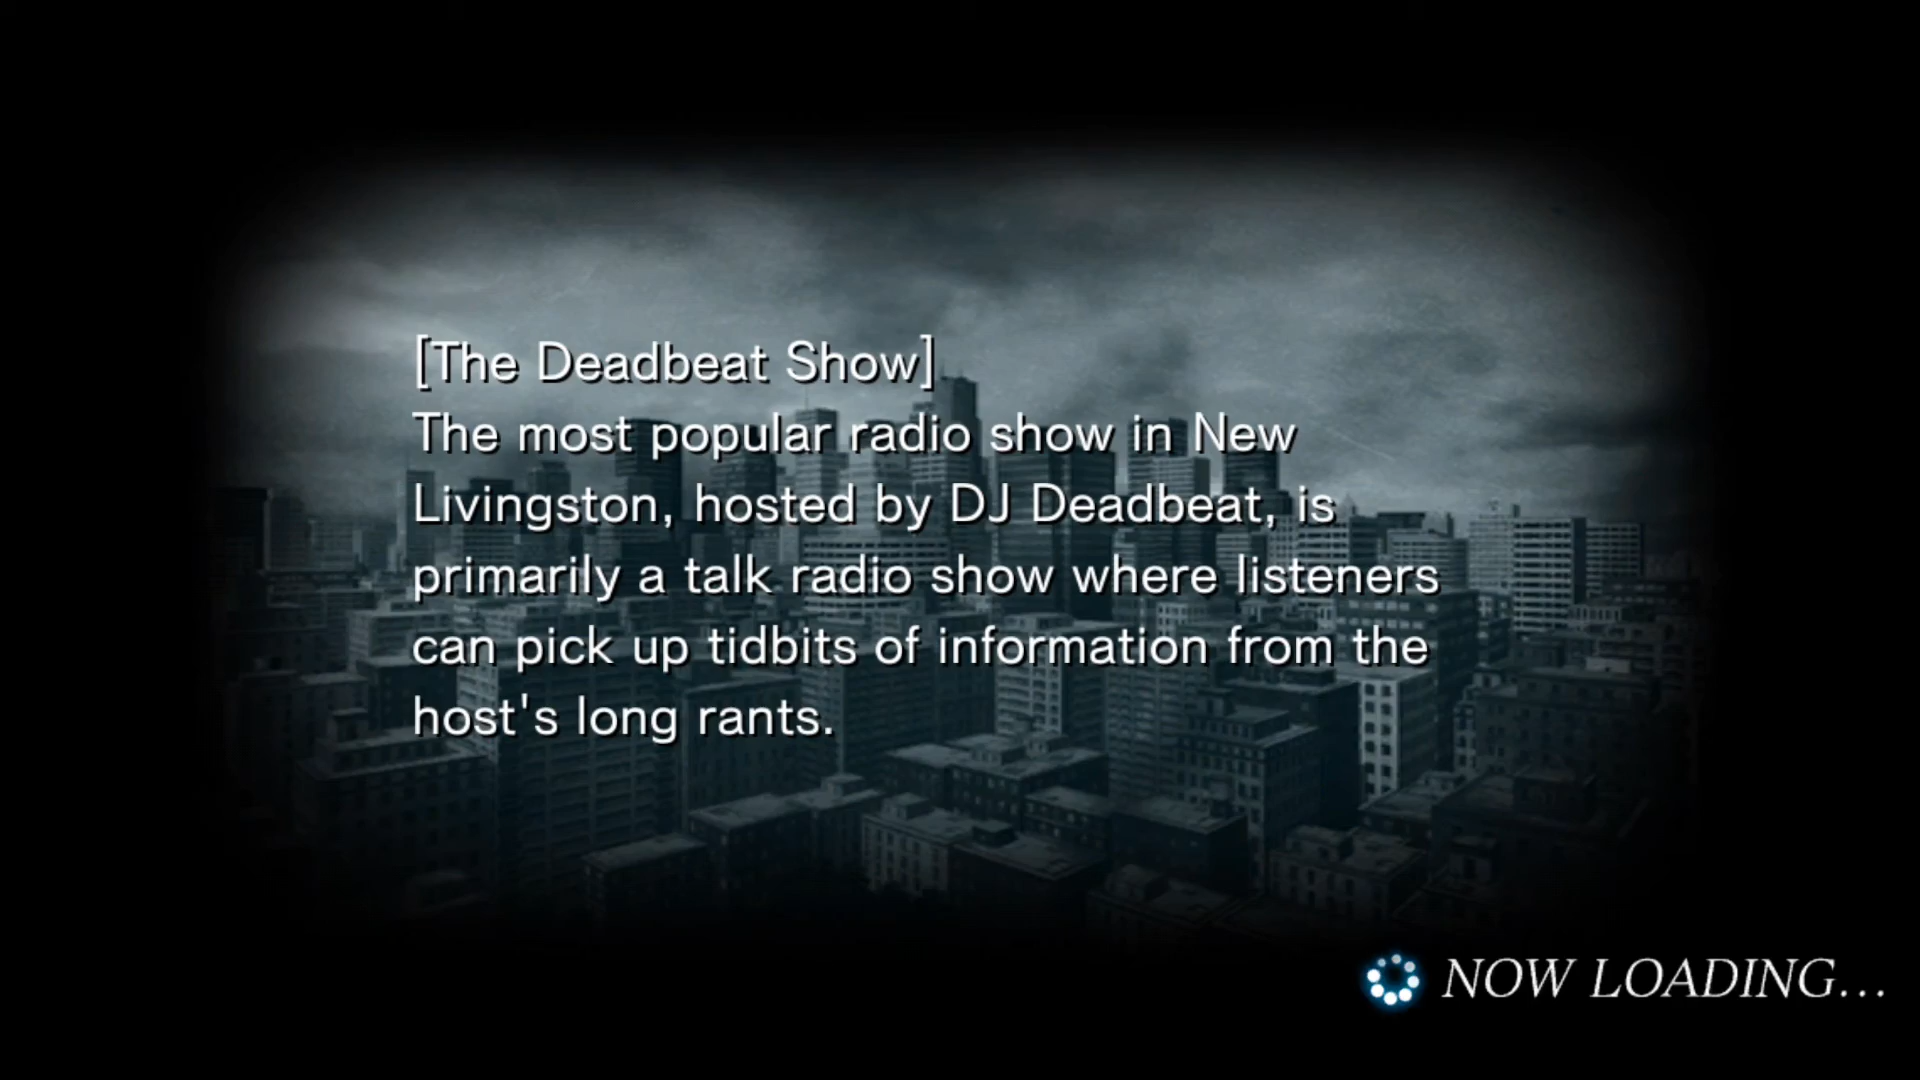 [The Deadbeat Show]
The most popular radio show in New
Livingston, hosted by DJ Deadbeat, is
primarily a talk radio show where listeners
can pick up tidbits of information from the
host's long rants.
NOW LOADING...